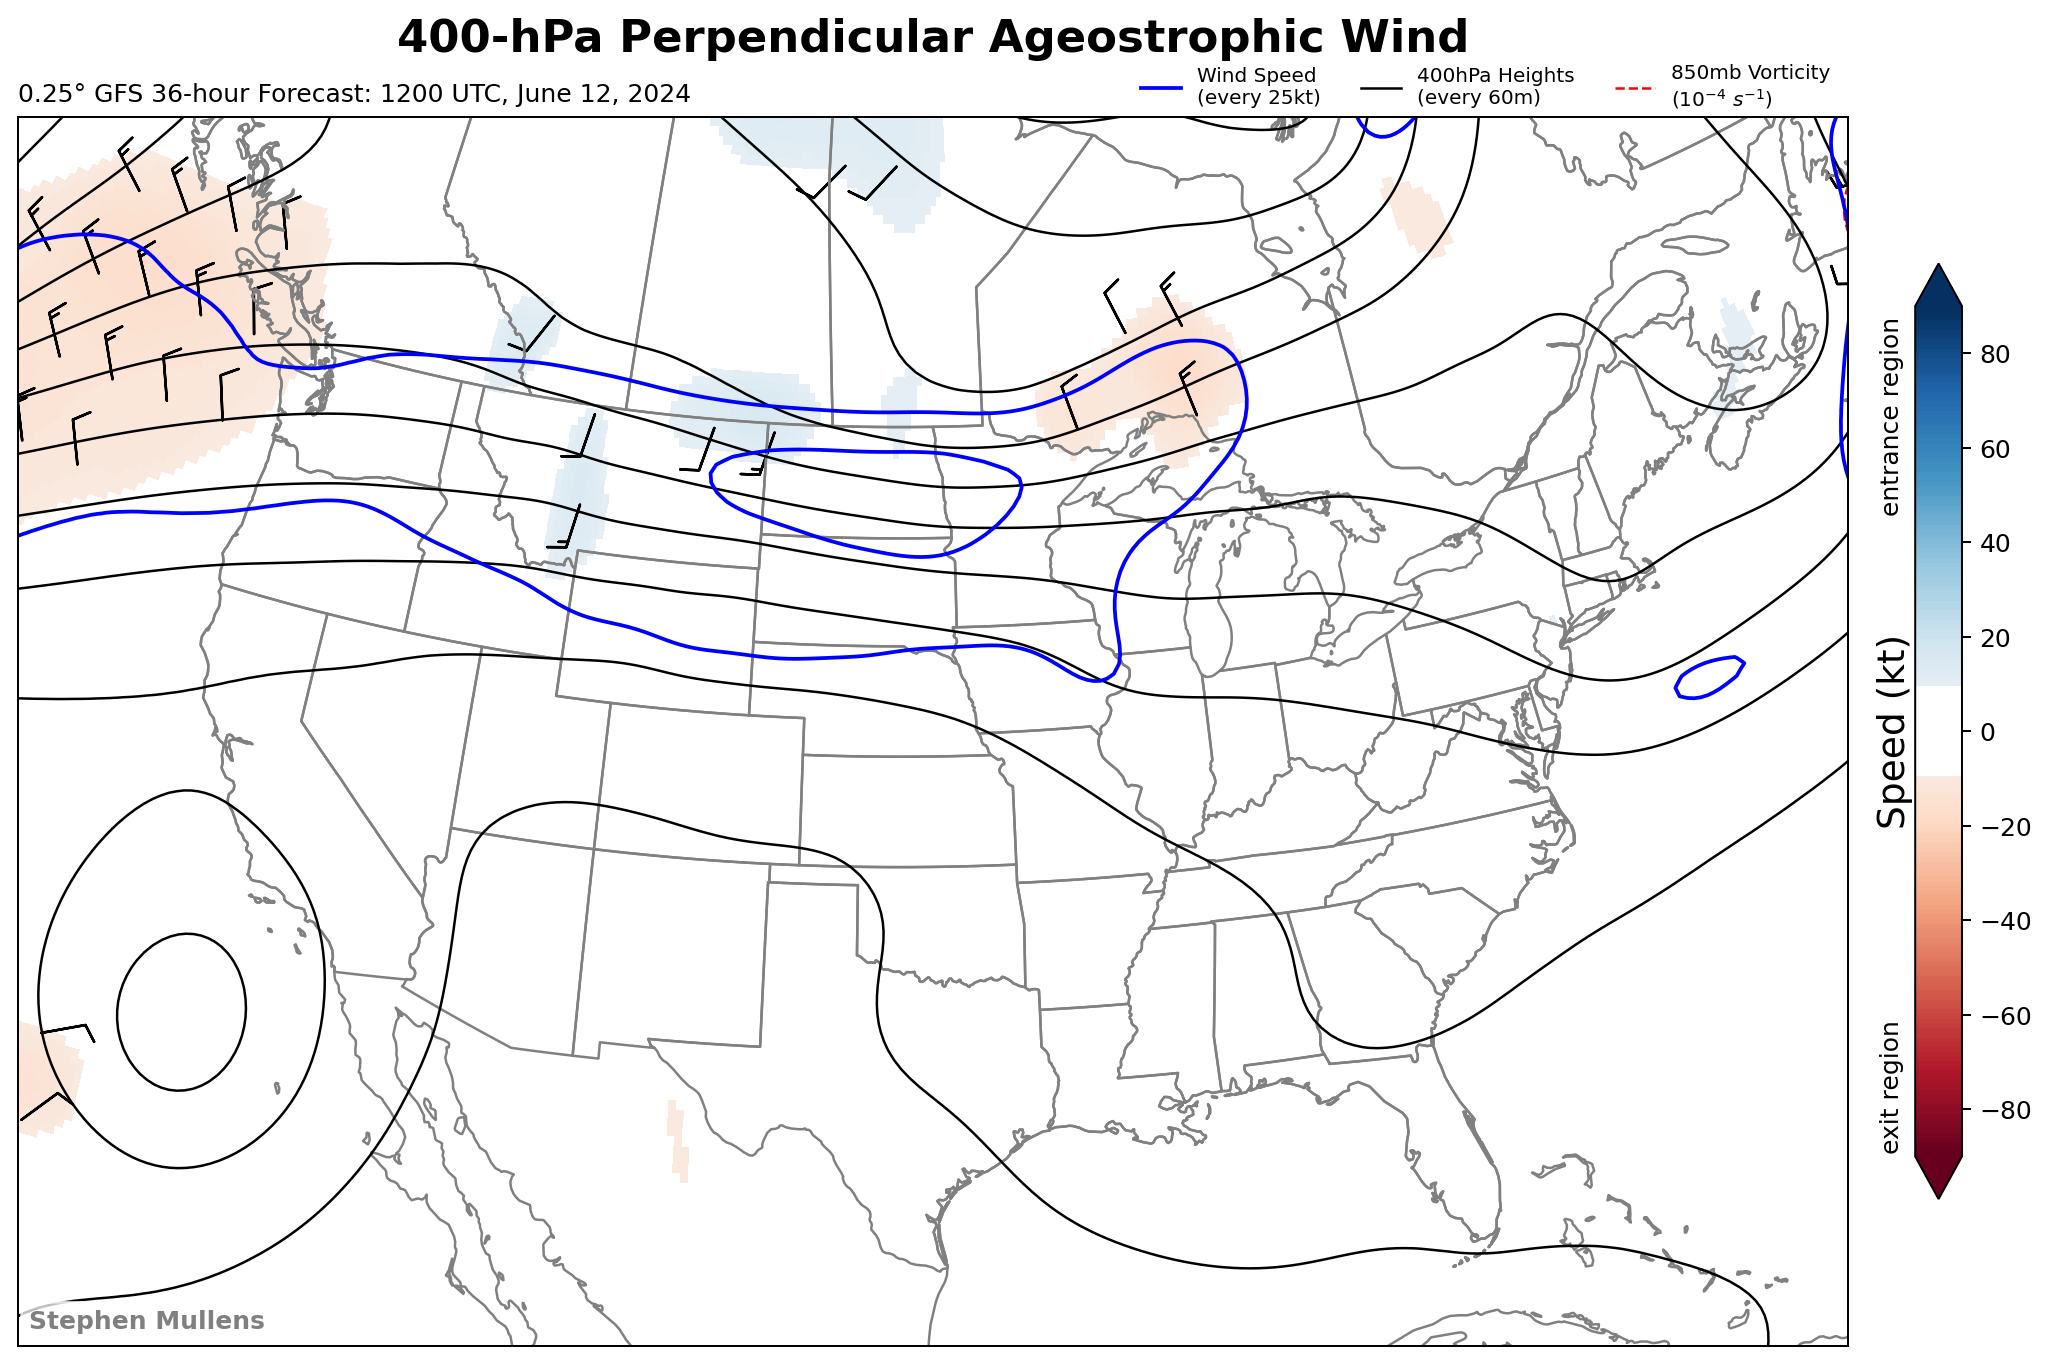 400-hPa Perpendicular Ageostrophic Wind
0.25° GFS 36-hour Forecast: 1200 UTC, June 12, 2024
Wind Speed
(every 25kt)
400hPa Heights
(every 60m)
850mb Vorticity
(10⁻⁴ s⁻¹)
entrance region
Speed (kt)
exit region
80
60
40
20
0
−20
−40
−60
−80
Stephen Mullens